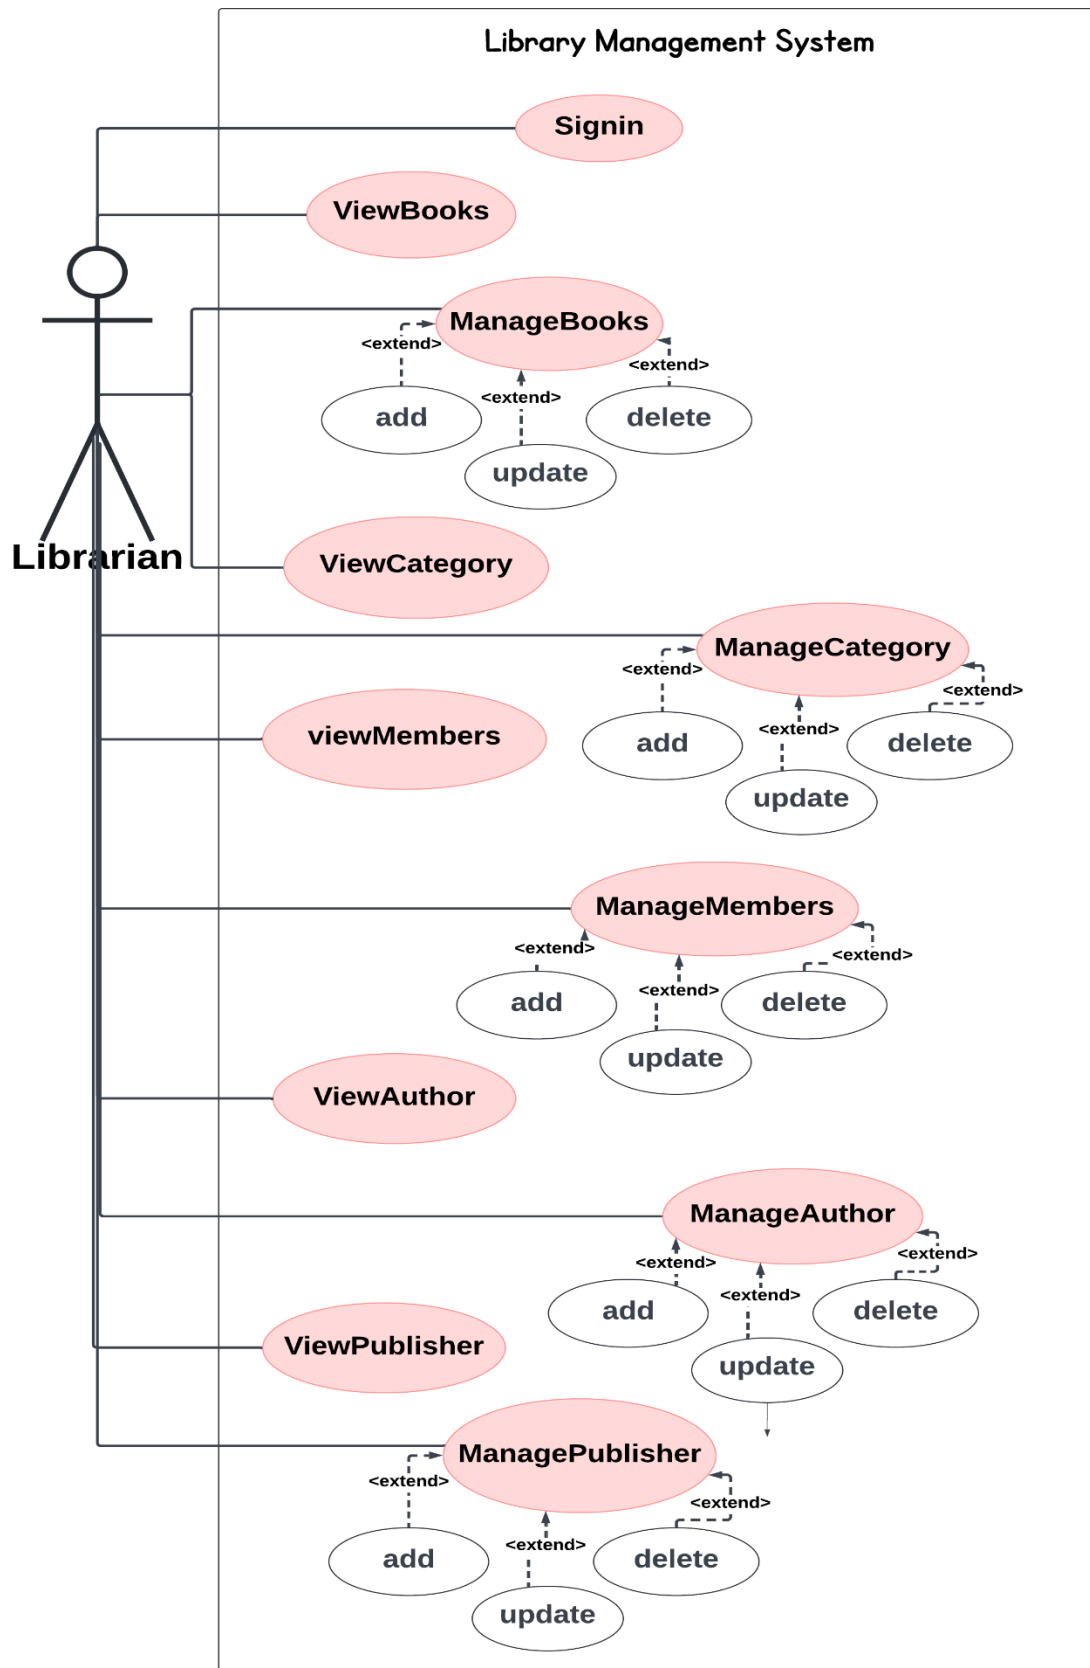 Library Management System
Signin
ViewBooks
ManageBooks
<extend>
<extend>
<extend>
add
delete
update
Librarian
ViewCategory
ManageCategory
<extend>
<extend>
<extend>
viewMembers
add
delete
update
ManageMembers
<extend>
<extend>
<extend>
add
delete
update
ViewAuthor
ManageAuthor
<extend>
<extend>
<extend>
add
delete
ViewPublisher
update
ManagePublisher
<extend>
<extend>
<extend>
add
delete
update